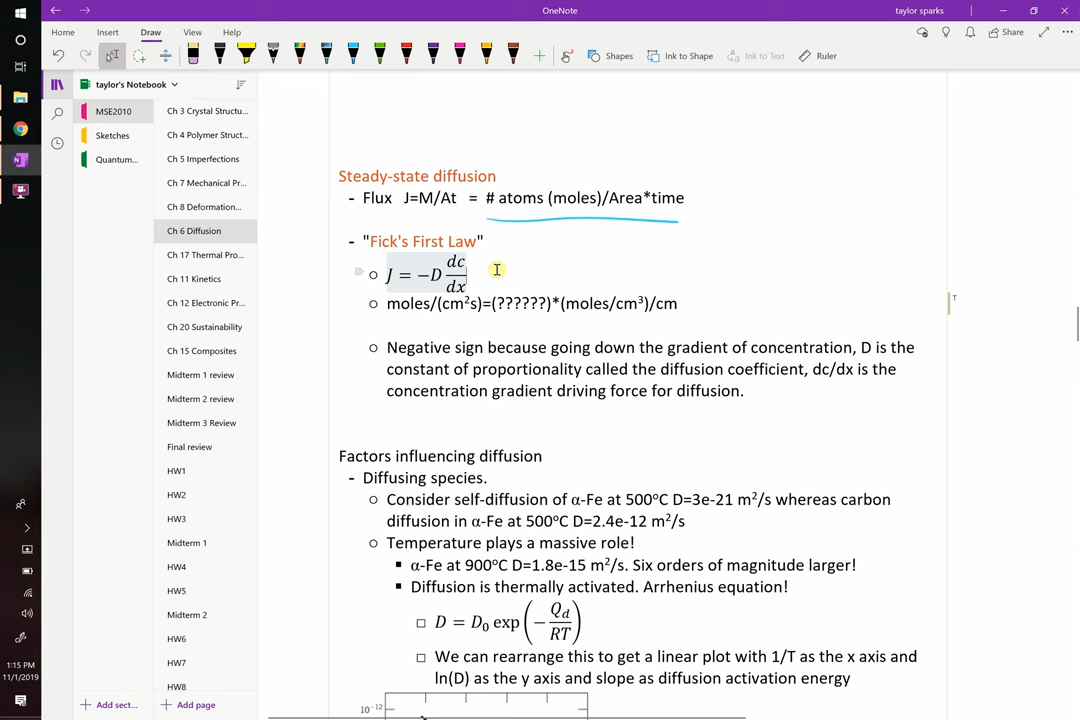 OneNote
taylor sparks
Home
Insert
Draw
View
Help
Share
Shapes
Ink to Shape
Ink to Text
Ruler
taylor's Notebook
MSE2010
Sketches
Quantum...
Ch 3 Crystal Structu...
Ch 4 Polymer Struct...
Ch 5 Imperfections
Ch 7 Mechanical Pr...
Ch 8 Deformation...
Ch 6 Diffusion
Ch 17 Thermal Pro...
Ch 11 Kinetics
Ch 12 Electronic Pr...
Ch 20 Sustainability
Ch 15 Composites
Midterm 1 review
Midterm 2 review
Midterm 3 Review
Final review
HW1
HW2
HW3
Midterm 1
HW4
HW5
Midterm 2
HW6
HW7
HW8
Add sect...
Add page
1:15 PM
11/1/2019
Steady-state diffusion
- Flux J=M/At = # atoms (moles)/Area*time
- "Fick's First Law"
○ J = −D dc/dx
○ moles/(cm²s)=(??????)*(moles/cm³)/cm
○ Negative sign because going down the gradient of concentration, D is the
constant of proportionality called the diffusion coefficient, dc/dx is the
concentration gradient driving force for diffusion.
T
Factors influencing diffusion
- Diffusing species.
○ Consider self-diffusion of α-Fe at 500°C D=3e-21 m²/s whereas carbon
diffusion in α-Fe at 500°C D=2.4e-12 m²/s
○ Temperature plays a massive role!
▪ α-Fe at 900°C D=1.8e-15 m²/s. Six orders of magnitude larger!
▪ Diffusion is thermally activated. Arrhenius equation!
□ D = D₀ exp(−Q_d/RT)
□ We can rearrange this to get a linear plot with 1/T as the x axis and
ln(D) as the y axis and slope as diffusion activation energy
10⁻¹²